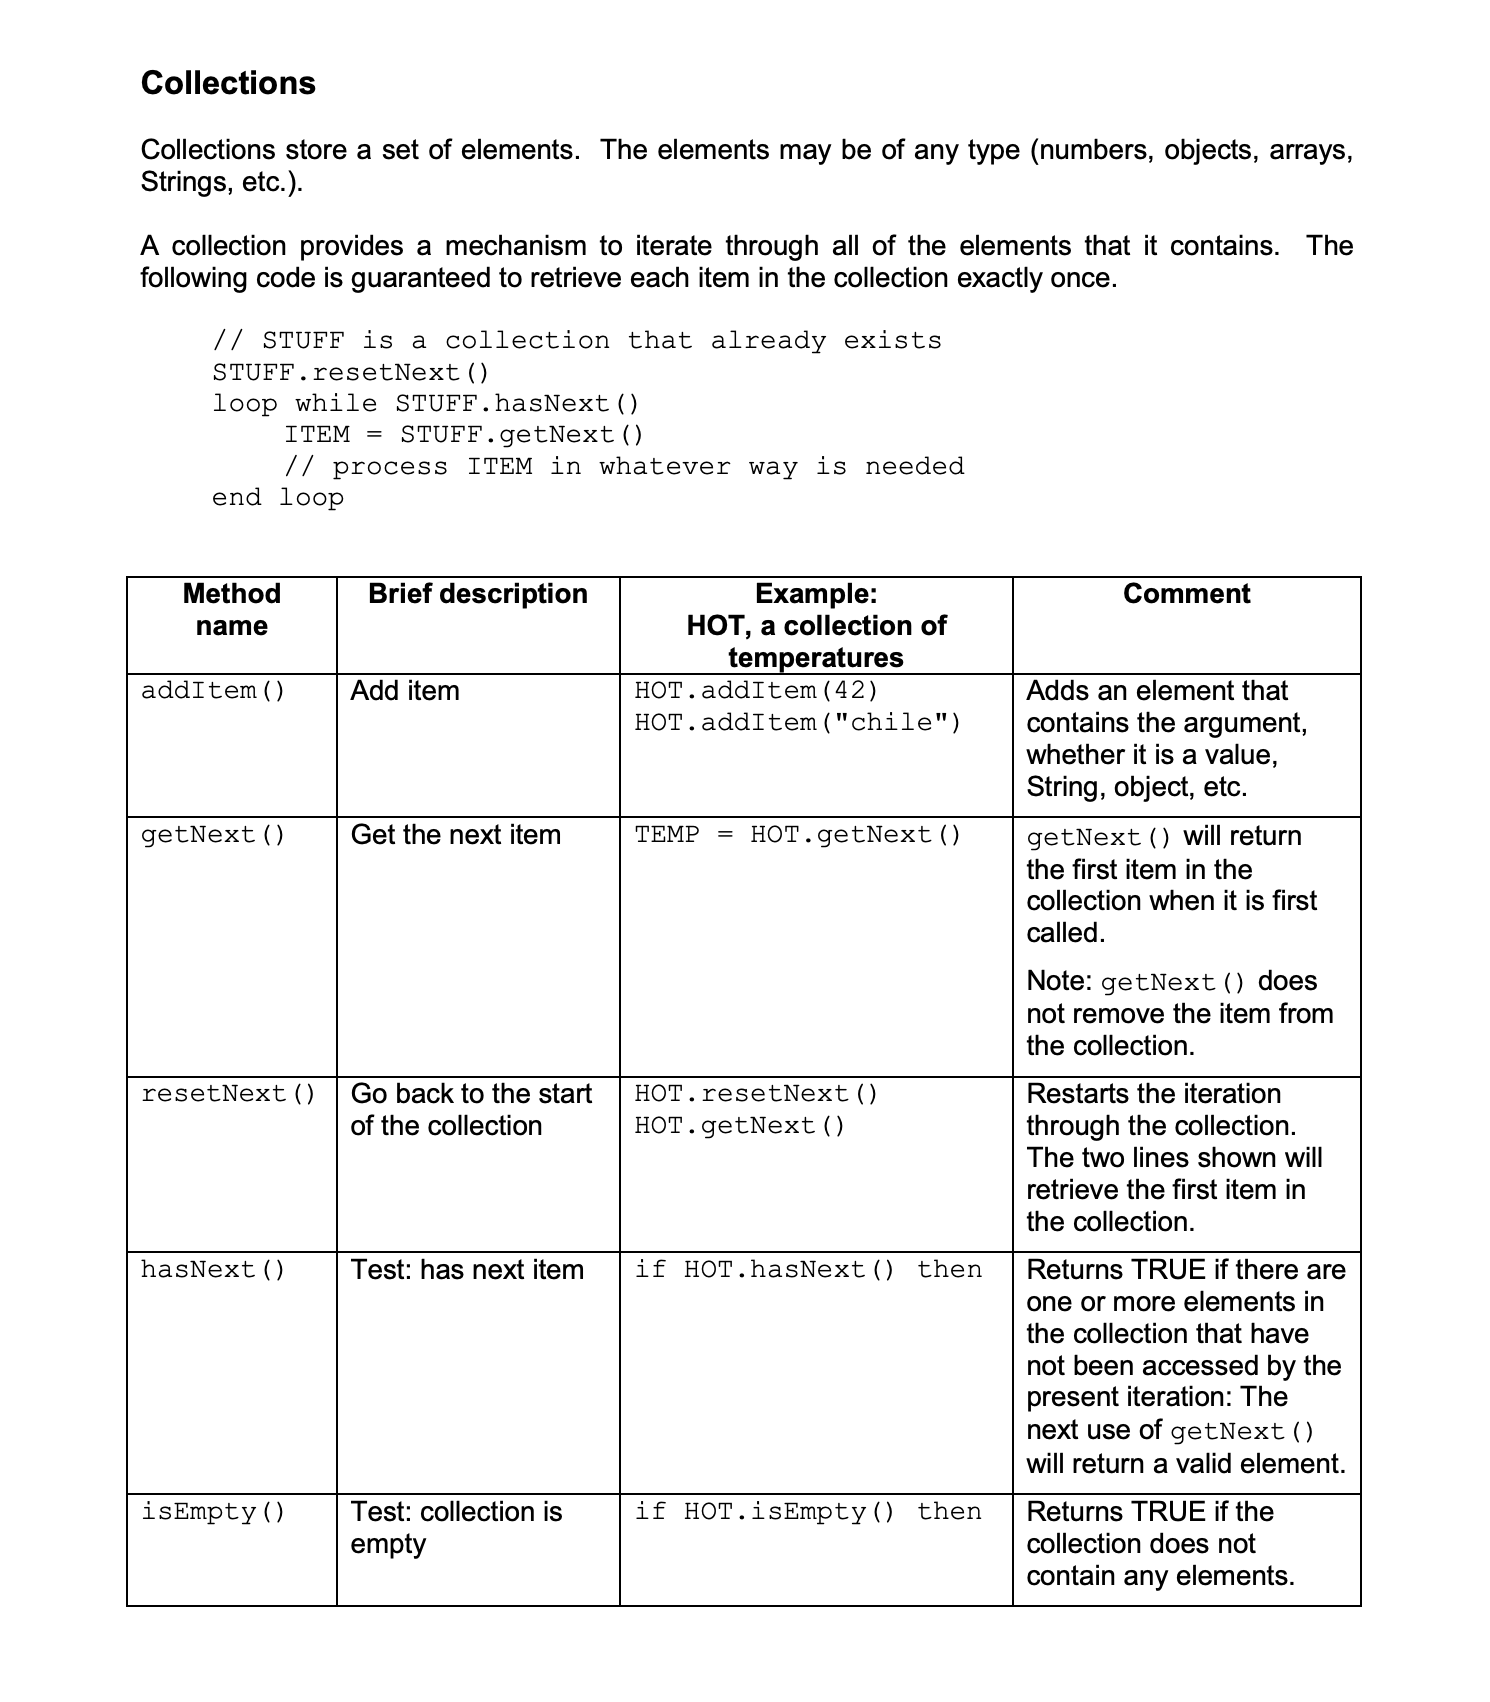 Collections
Collections store a set of elements.  The elements may be of any type (numbers, objects, arrays,
Strings, etc.).
A collection provides a mechanism to iterate through all of the elements that it contains.  The
following code is guaranteed to retrieve each item in the collection exactly once.
// STUFF is a collection that already exists
STUFF.resetNext()
loop while STUFF.hasNext()
ITEM = STUFF.getNext()
// process ITEM in whatever way is needed
end loop
Method
name
Brief description
Example:
HOT, a collection of
temperatures
Comment
addItem()
Add item
HOT.addItem(42)
HOT.addItem("chile")
Adds an element that
contains the argument,
whether it is a value,
String, object, etc.
getNext()
Get the next item
TEMP = HOT.getNext()
getNext() will return
the first item in the
collection when it is first
called.
Note: getNext() does
not remove the item from
the collection.
resetNext()
Go back to the start
of the collection
HOT.resetNext()
HOT.getNext()
Restarts the iteration
through the collection.
The two lines shown will
retrieve the first item in
the collection.
hasNext()
Test: has next item
if HOT.hasNext() then
Returns TRUE if there are
one or more elements in
the collection that have
not been accessed by the
present iteration: The
next use of getNext()
will return a valid element.
isEmpty()
Test: collection is
empty
if HOT.isEmpty() then
Returns TRUE if the
collection does not
contain any elements.